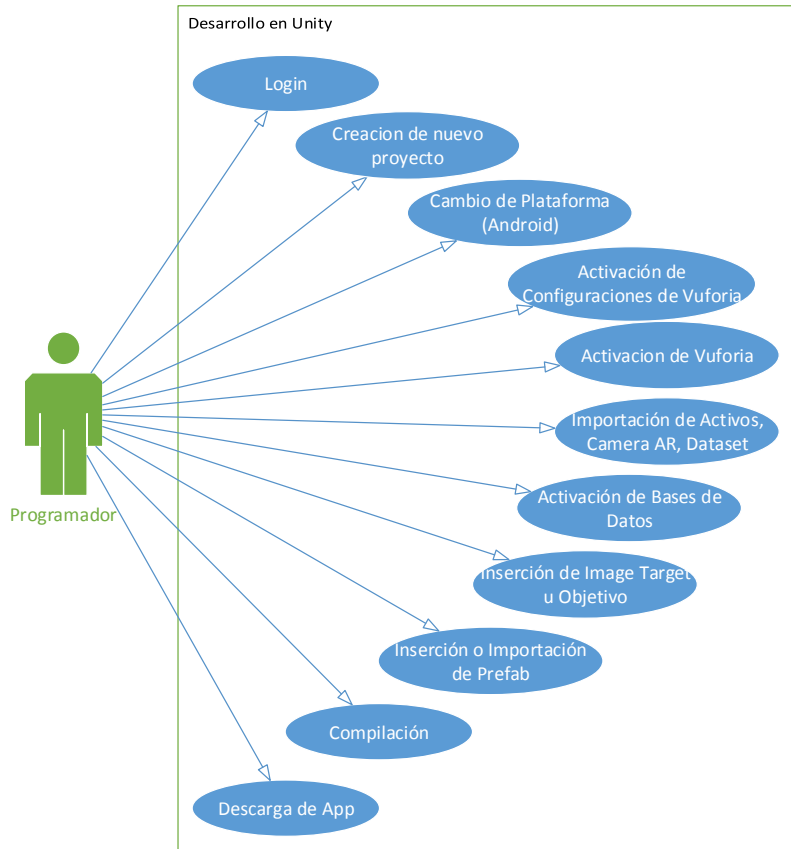 Desarrollo en Unity
Login
Creacion de nuevo
proyecto
Cambio de Plataforma
(Android)
Activación de
Configuraciones de Vuforia
Activacion de Vuforia
Importación de Activos,
Camera AR, Dataset
Activación de Bases de
Datos
Inserción de Image Target
u Objetivo
Inserción o Importación
de Prefab
Compilación
Descarga de App
Programador